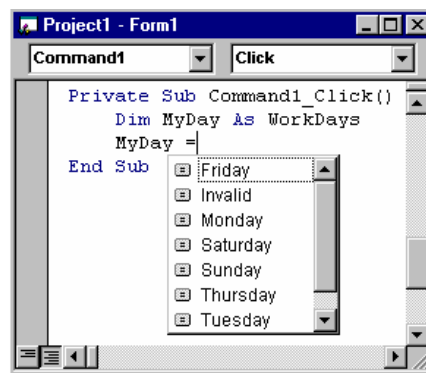 Project1 - Form1
Command1 Click
Private Sub Command1_Click()
Dim MyDay As WorkDays
MyDay =
End Sub
Friday
Invalid
Monday
Saturday
Sunday
Thursday
Tuesday